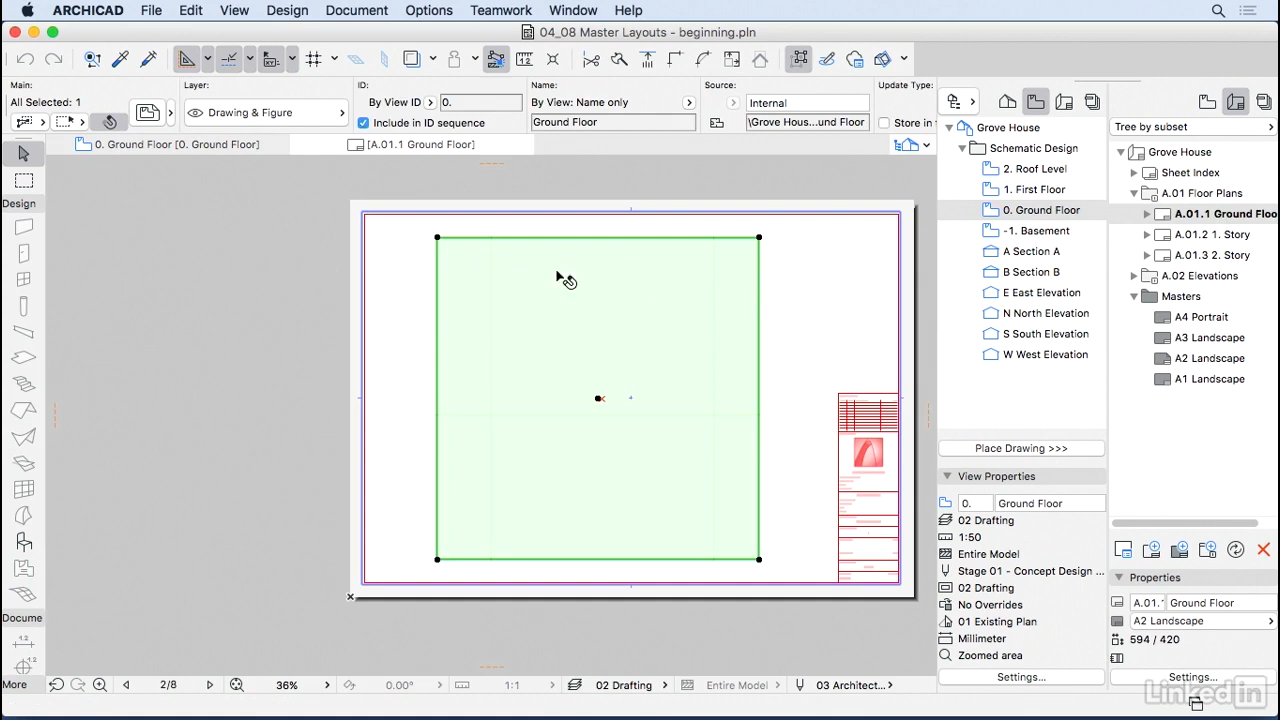 ARCHICAD File Edit View Design Document Options Teamwork Window Help
04_08 Master Layouts - beginning.pln
Main:
All Selected: 1
Layer:
Drawing & Figure
ID:
By View ID
0.
Include in ID sequence
Name:
By View: Name only
Ground Floor
Source:
Internal
\Grove Hous...und Floor
Update Type:
Store in t
0. Ground Floor [0. Ground Floor]
[A.01.1 Ground Floor]
Design
Docume
1.2
1.2
More
Grove House
Schematic Design
2. Roof Level
1. First Floor
0. Ground Floor
-1. Basement
A Section A
B Section B
E East Elevation
N North Elevation
S South Elevation
W West Elevation
Place Drawing >>>
View Properties
0. Ground Floor
02 Drafting
1:50
Entire Model
Stage 01 - Concept Design ...
02 Drafting
No Overrides
01 Existing Plan
Millimeter
Zoomed area
Settings...
Tree by subset
Grove House
Sheet Index
A.01 Floor Plans
A.01.1 Ground Floo
A.01.2 1. Story
A.01.3 2. Story
A.02 Elevations
Masters
A4 Portrait
A3 Landscape
A2 Landscape
A1 Landscape
Properties
A.01.' Ground Floor
A2 Landscape
594 / 420
Settings...
2/8 36% 0.00° 1:1 02 Drafting Entire Model 03 Architect...
LinkedIn